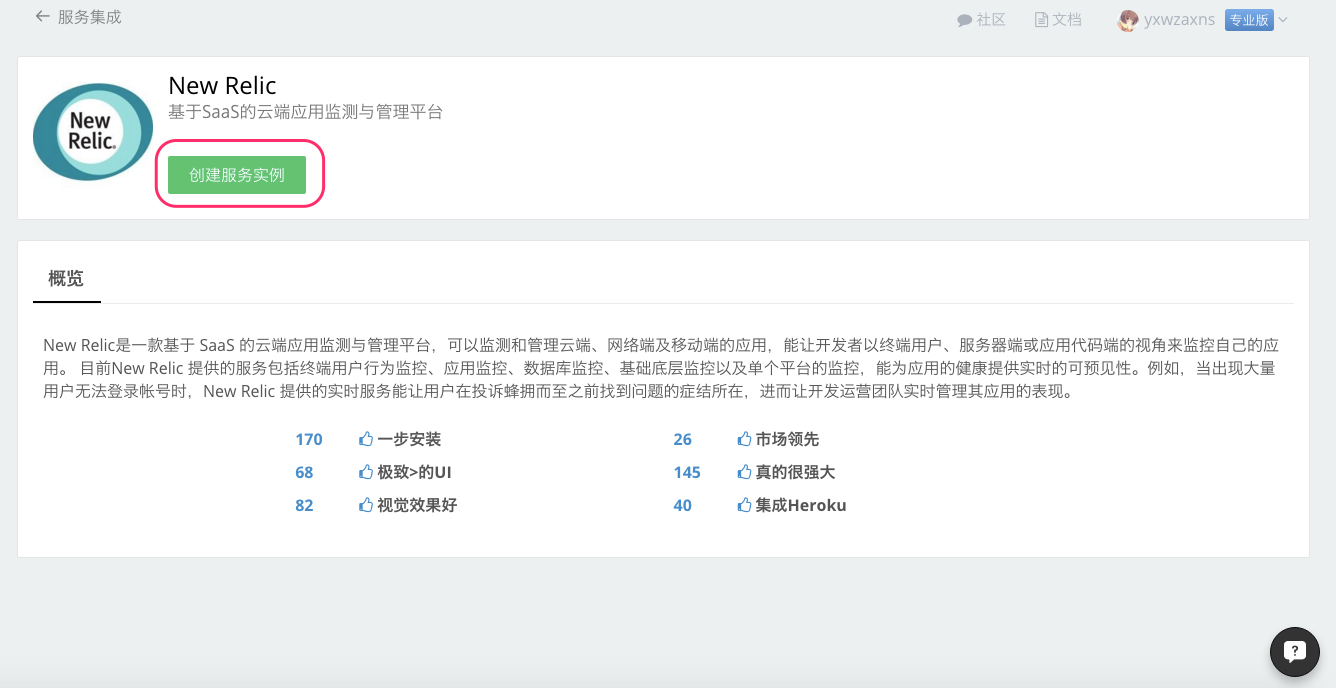 服务集成
社区
文档
yxwzaxns
专业版
New Relic
基于SaaS的云端应用监测与管理平台
New
Relic.
创建服务实例
概览
New Relic是一款基于 SaaS 的云端应用监测与管理平台，可以监测和管理云端、网络端及移动端的应用，能让开发者以终端用户、服务器端或应用代码端的视角来监控自己的应
用。 目前New Relic 提供的服务包括终端用户行为监控、应用监控、数据库监控、基础底层监控以及单个平台的监控，能为应用的健康提供实时的可预见性。例如，当出现大量
用户无法登录帐号时，New Relic 提供的实时服务能让用户在投诉蜂拥而至之前找到问题的症结所在，进而让开发运营团队实时管理其应用的表现。
170 一步安装
26 市场领先
68 极致>的UI
145 真的很强大
82 视觉效果好
40 集成Heroku
?